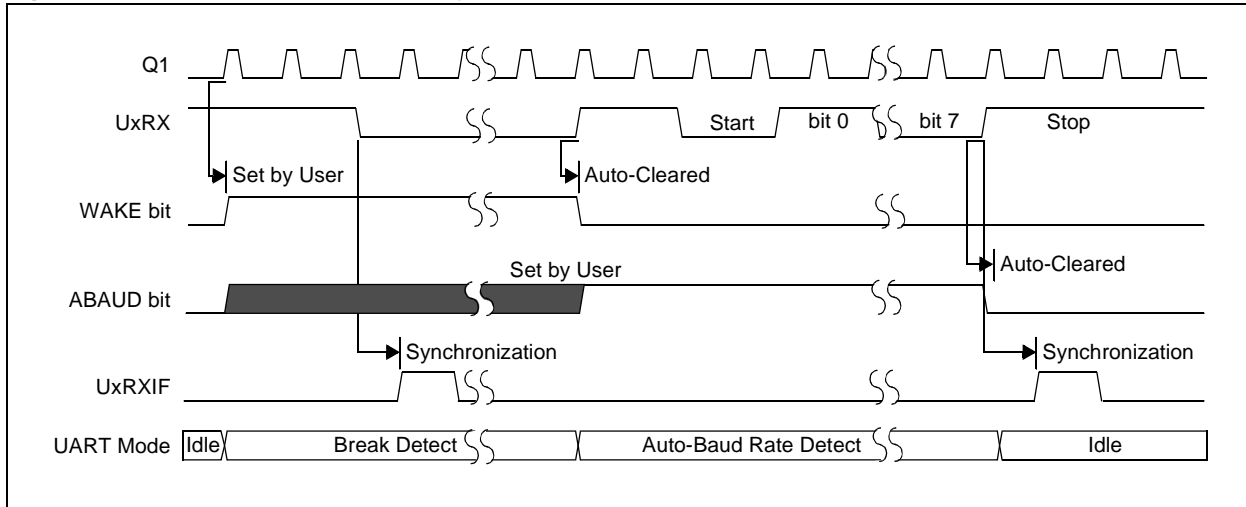 Q1
UxRX
Start
bit 0
bit 7
Stop
Set by User
Auto-Cleared
WAKE bit
Auto-Cleared
Set by User
ABAUD bit
Synchronization
Synchronization
UxRXIF
UART Mode
Idle
Break Detect
Auto-Baud Rate Detect
Idle